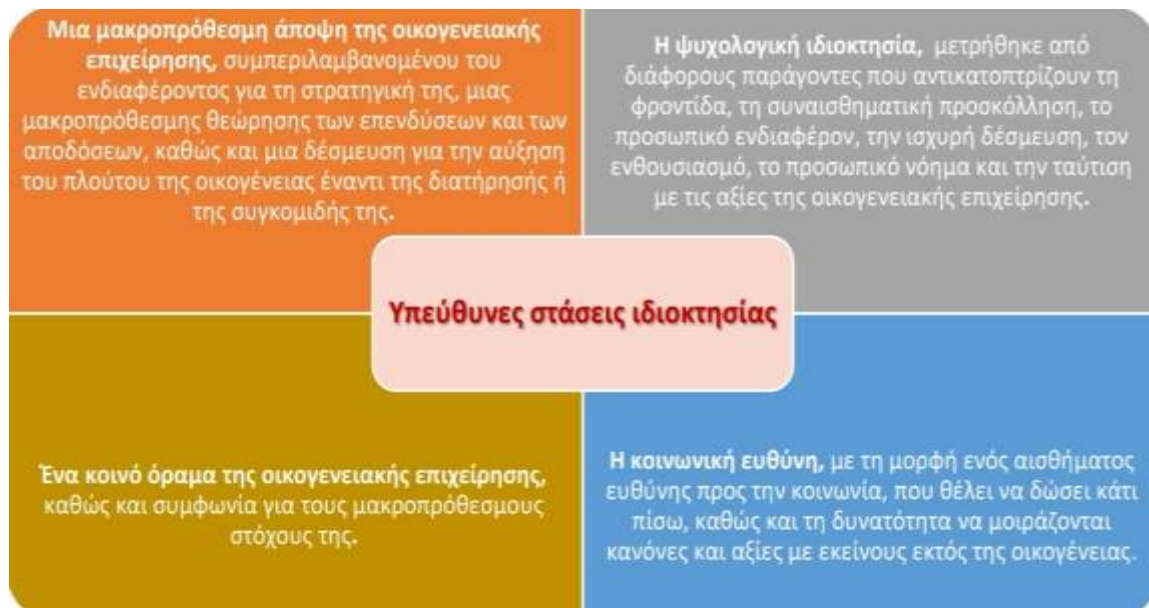 Μια μακροπρόθεσμη άποψη της οικογενειακής
επιχείρησης, συμπεριλαμβανομένου του
ενδιαφέροντος για τη στρατηγική της, μιας
μακροπρόθεσμης θεώρησης των επενδύσεων και των
αποδόσεων, καθώς και μια δέσμευση για την αύξηση
του πλούτου της οικογένειας έναντι της διατήρησής ή
της συγκομιδής της.
Η ψυχολογική ιδιοκτησία, μετρήθηκε από
διάφορους παράγοντες που αντικατοπτρίζουν τη
φροντίδα, τη συναισθηματική προσκόλληση, το
προσωπικό ενδιαφέρον, την ισχυρή δέσμευση, τον
ενθουσιασμό, το προσωπικό νόημα και την ταύτιση
με τις αξίες της οικογενειακής επιχείρησης.
Υπεύθυνες στάσεις ιδιοκτησίας
Ένα κοινό όραμα της οικογενειακής επιχείρησης,
καθώς και συμφωνία για τους μακροπρόθεσμους
στόχους της.
Η κοινωνική ευθύνη, με τη μορφή ενός αισθήματος
ευθύνης προς την κοινωνία, που θέλει να δώσει κάτι
πίσω, καθώς και τη δυνατότητα να μοιράζονται
κανόνες και αξίες με εκείνους εκτός της οικογένειας.